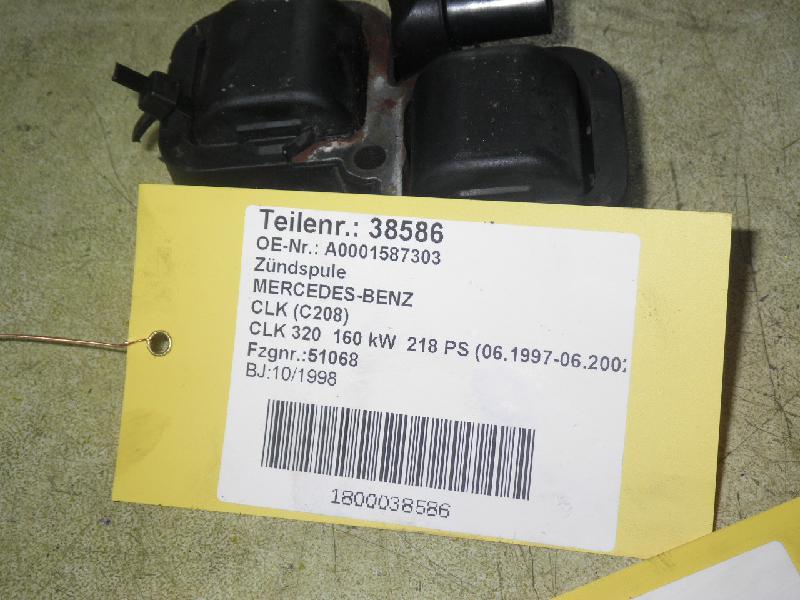 Teilenr.: 38586
OE-Nr.: A0001587303
Zündspule
MERCEDES-BENZ
CLK (C208)
CLK 320 160 kW 218 PS (06.1997-06.2002
Fzgnr.:51068
BJ:10/1998
1800038586